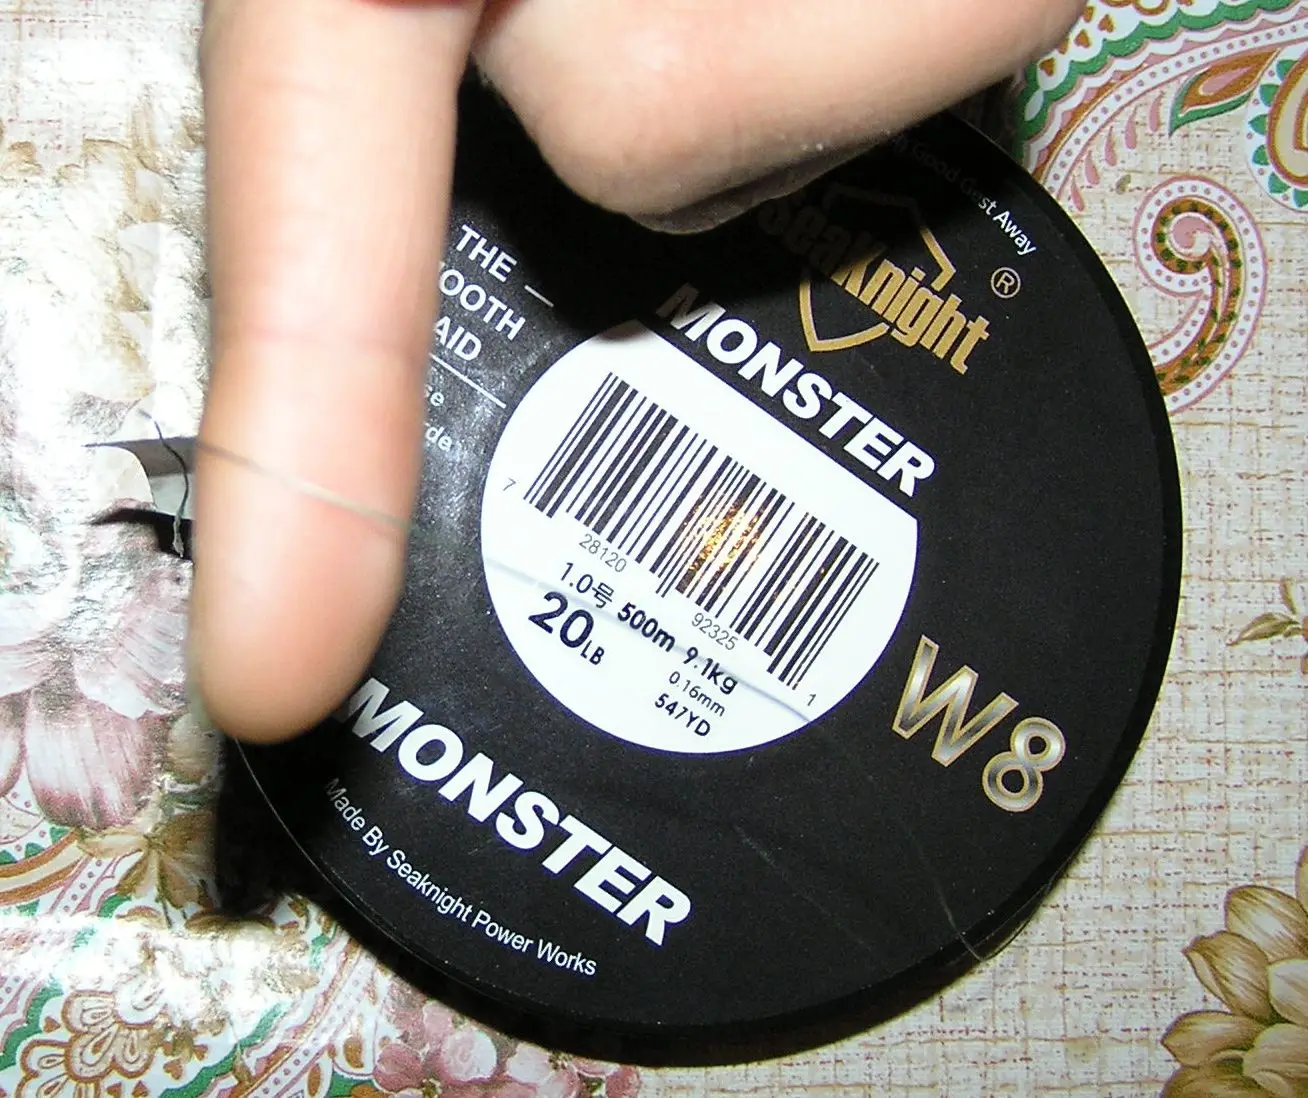 Good Cast Away
SeaKnight®
MONSTER
THE
OOTH
AID
7
28120
92325
1
1.0号 500m 9.1kg
20LB
0.16mm
547YD
W8
MONSTER
Made By Seaknight Power Works